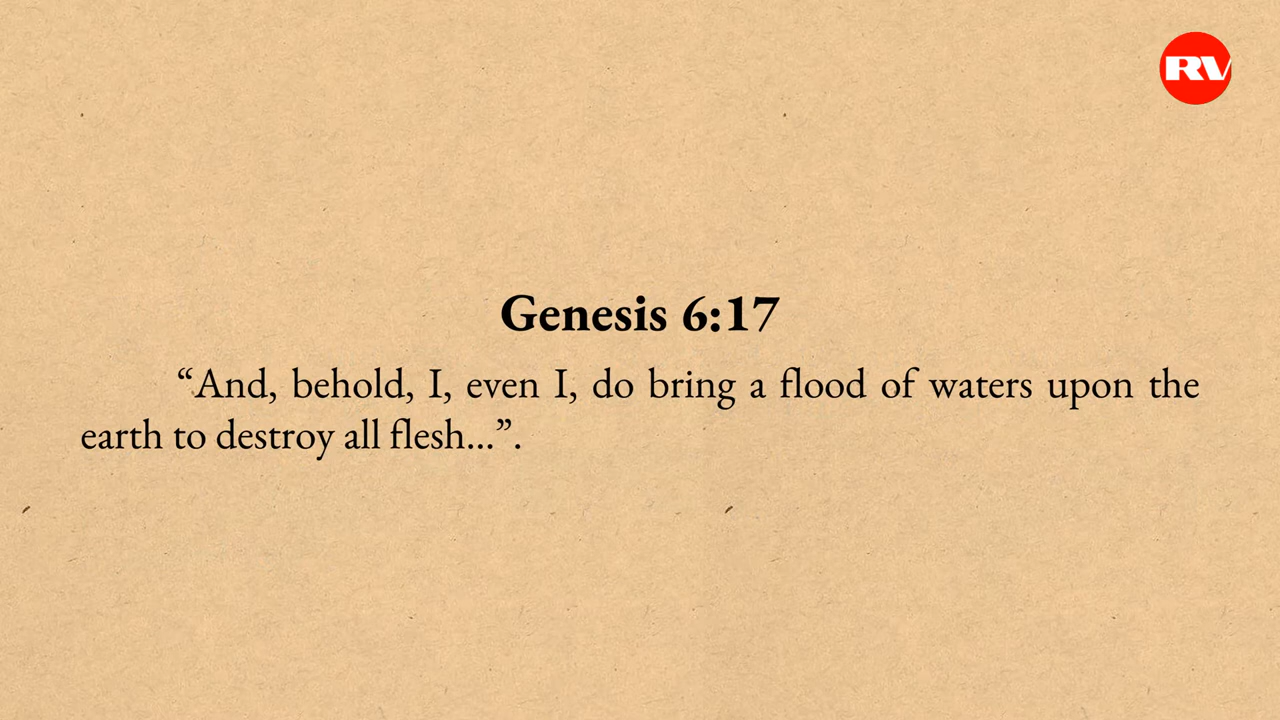 RV
Genesis 6:17
“And, behold, I, even I, do bring a flood of waters upon the
earth to destroy all flesh...”.